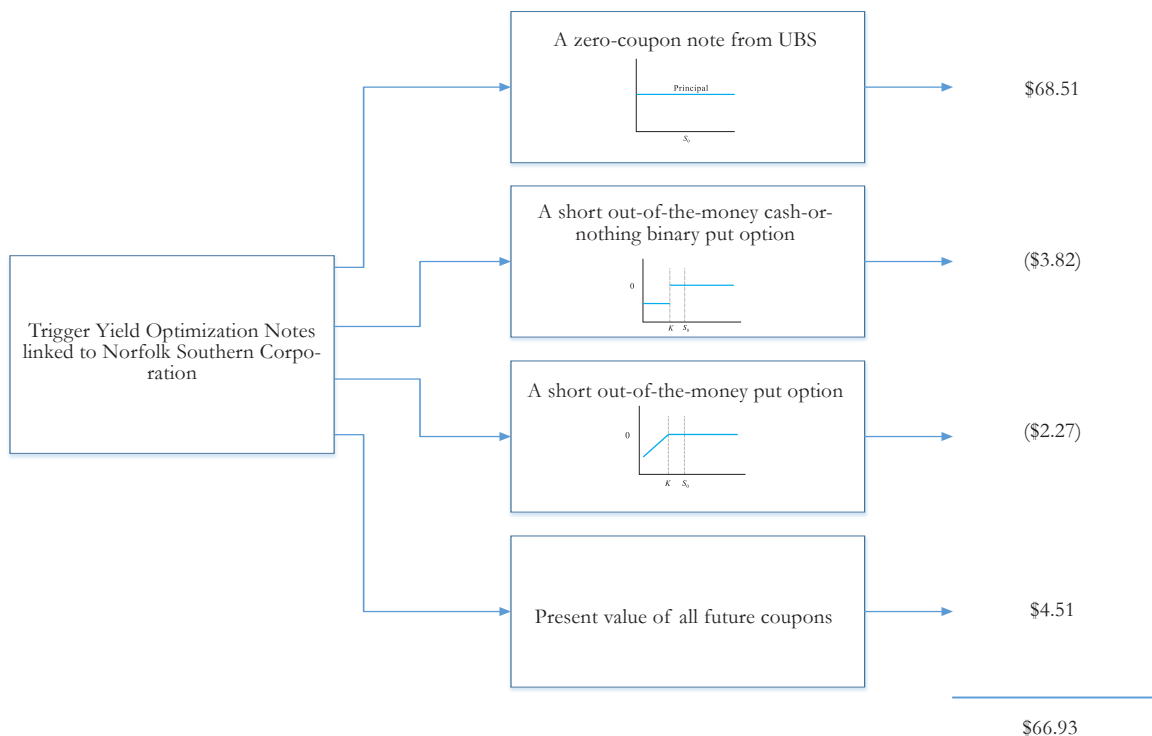 A zero-coupon note from UBS
Principal
S0
$68.51
A short out-of-the-money cash-or-
nothing binary put option
0
K
S0
($3.82)
Trigger Yield Optimization Notes
linked to Norfolk Southern Corpo-
ration
A short out-of-the-money put option
0
K
S0
($2.27)
Present value of all future coupons
$4.51
$66.93